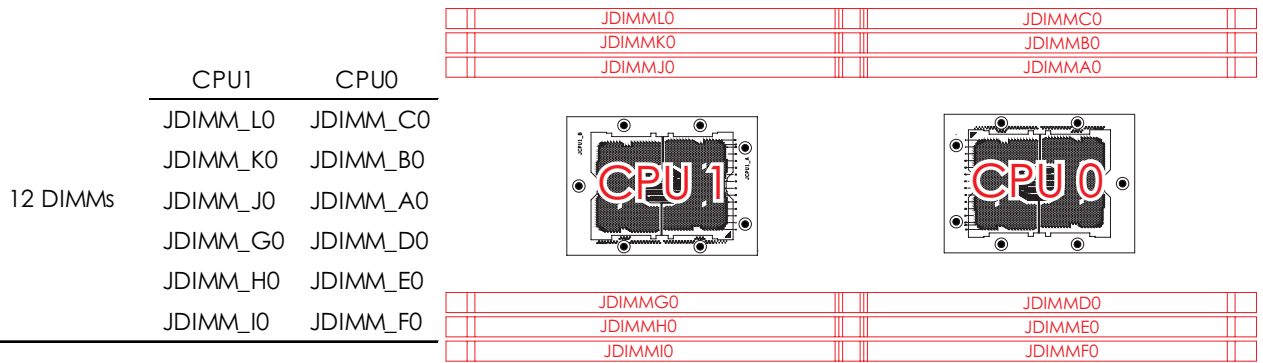 CPU1 CPU0
12 DIMMs
JDIMM_L0 JDIMM_C0
JDIMM_K0 JDIMM_B0
JDIMM_J0 JDIMM_A0
JDIMM_G0 JDIMM_D0
JDIMM_H0 JDIMM_E0
JDIMM_I0 JDIMM_F0
JDIMML0 JDIMMC0
JDIMMK0 JDIMMB0
JDIMMJ0 JDIMMA0
CPU 1 CPU 0
JDIMMG0 JDIMMD0
JDIMMH0 JDIMME0
JDIMMI0 JDIMMF0